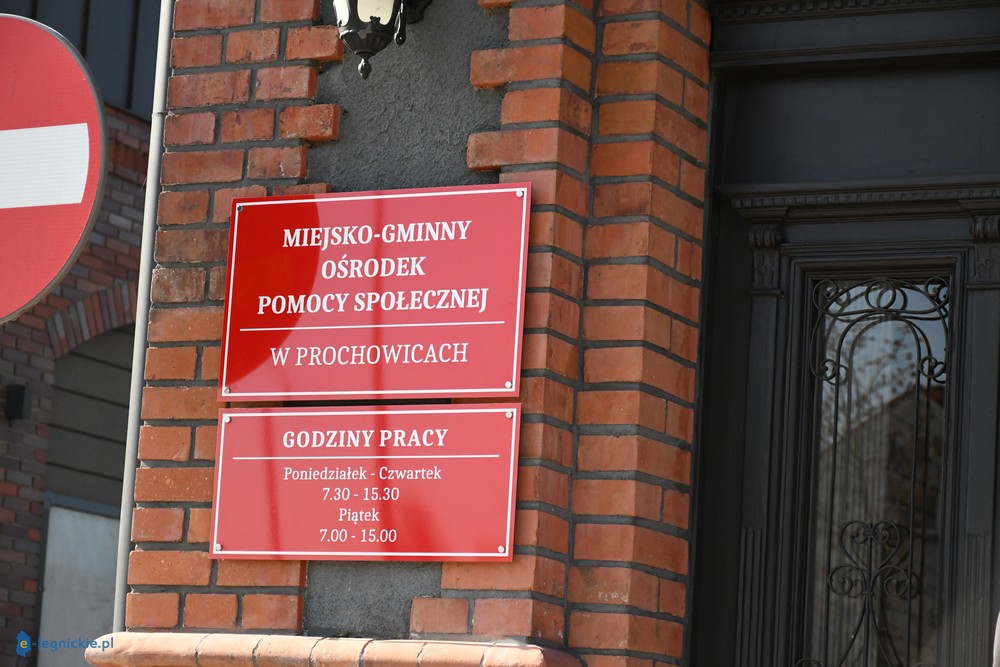 MIEJSKO-GMINNY
OŚRODEK
POMOCY SPOŁECZNEJ
W PROCHOWICACH
GODZINY PRACY
Poniedziałek - Czwartek
7.30 - 15.30
Piątek
7.00 - 15.00
e-legnickie.pl